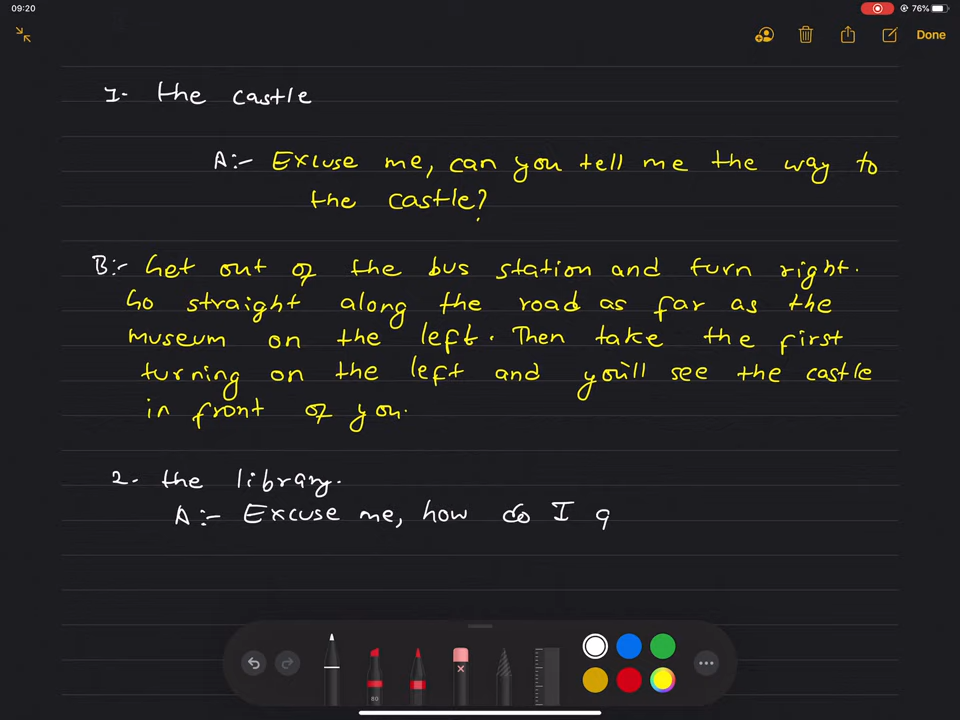 09:20
76%
Done
1- the castle
A:- Excuse me, can you tell me the way to
the castle?
B:- Get out of the bus station and turn right.
Go straight along the road as far as the
museum on the left. Then take the first
turning on the left and you'll see the castle
in front of you.
2- the library.
A:- Excuse me, how do I g
80